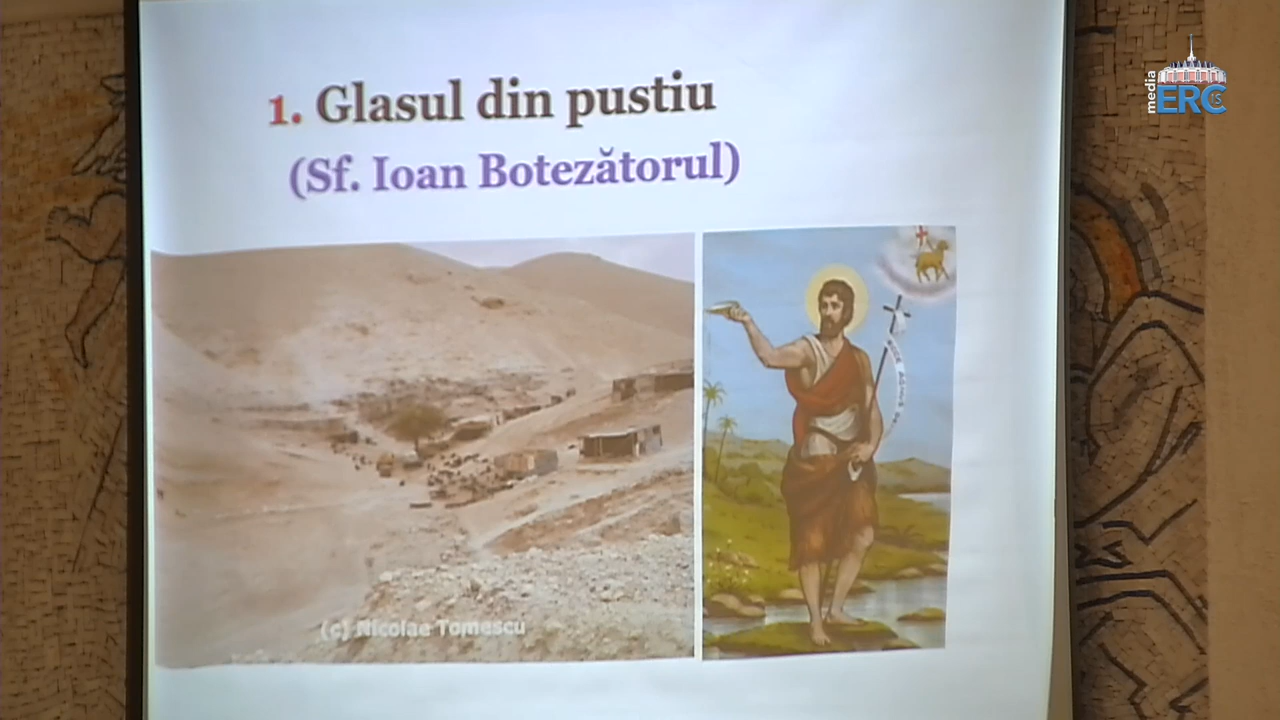 1. Glasul din pustiu
(Sf. Ioan Botezătorul)
(c) Nicolae Tomescu
media
ERC